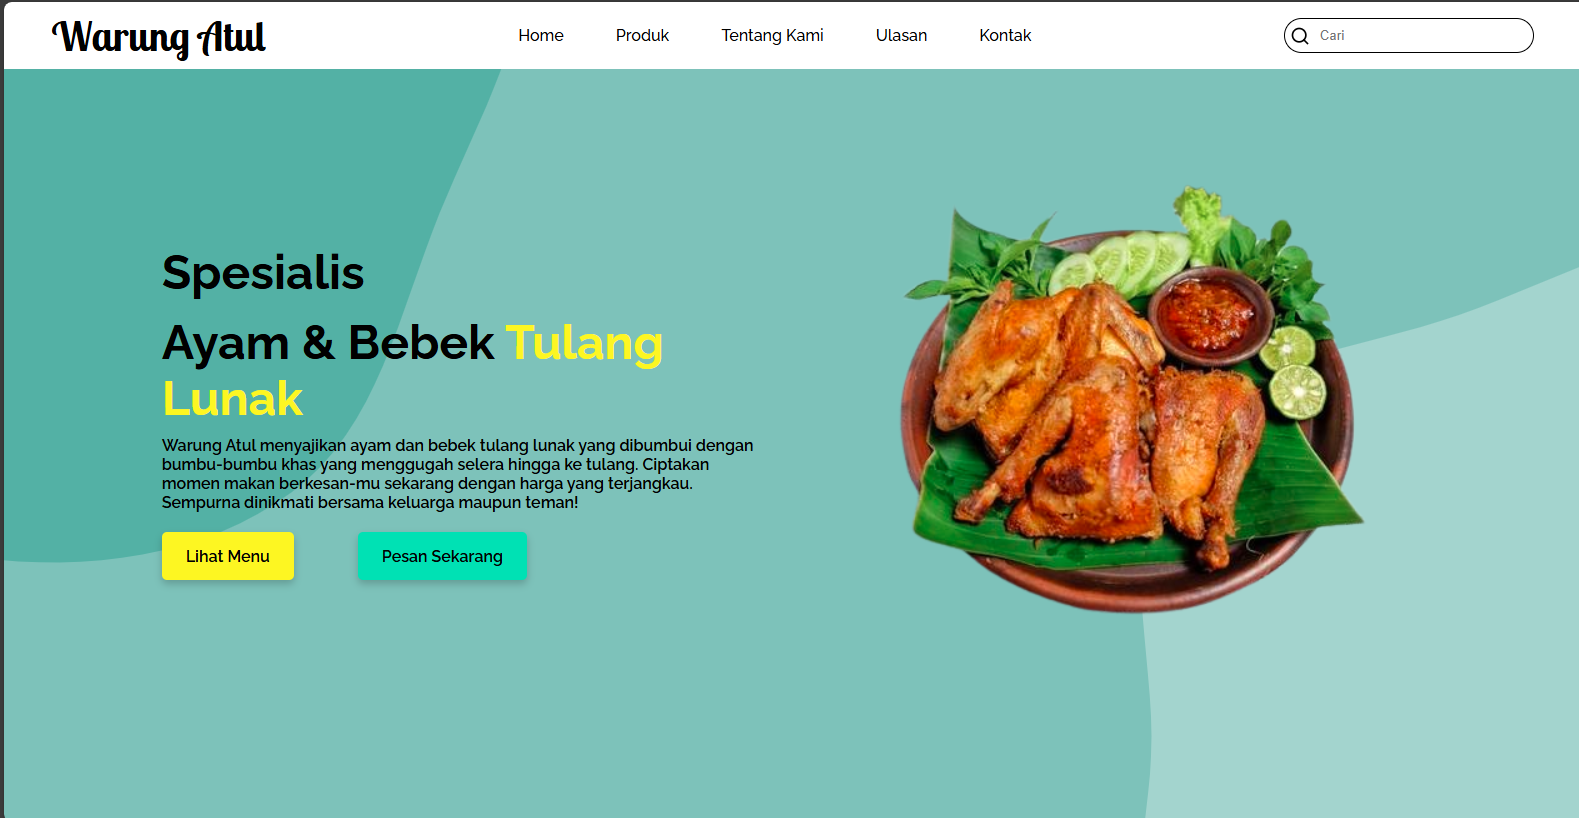 Warung Atul
Home Produk Tentang Kami Ulasan Kontak
Cari
Spesialis
Ayam & Bebek Tulang
Lunak
Warung Atul menyajikan ayam dan bebek tulang lunak yang dibumbui dengan
bumbu-bumbu khas yang menggugah selera hingga ke tulang. Ciptakan
momen makan berkesan-mu sekarang dengan harga yang terjangkau.
Sempurna dinikmati bersama keluarga maupun teman!
Lihat Menu
Pesan Sekarang